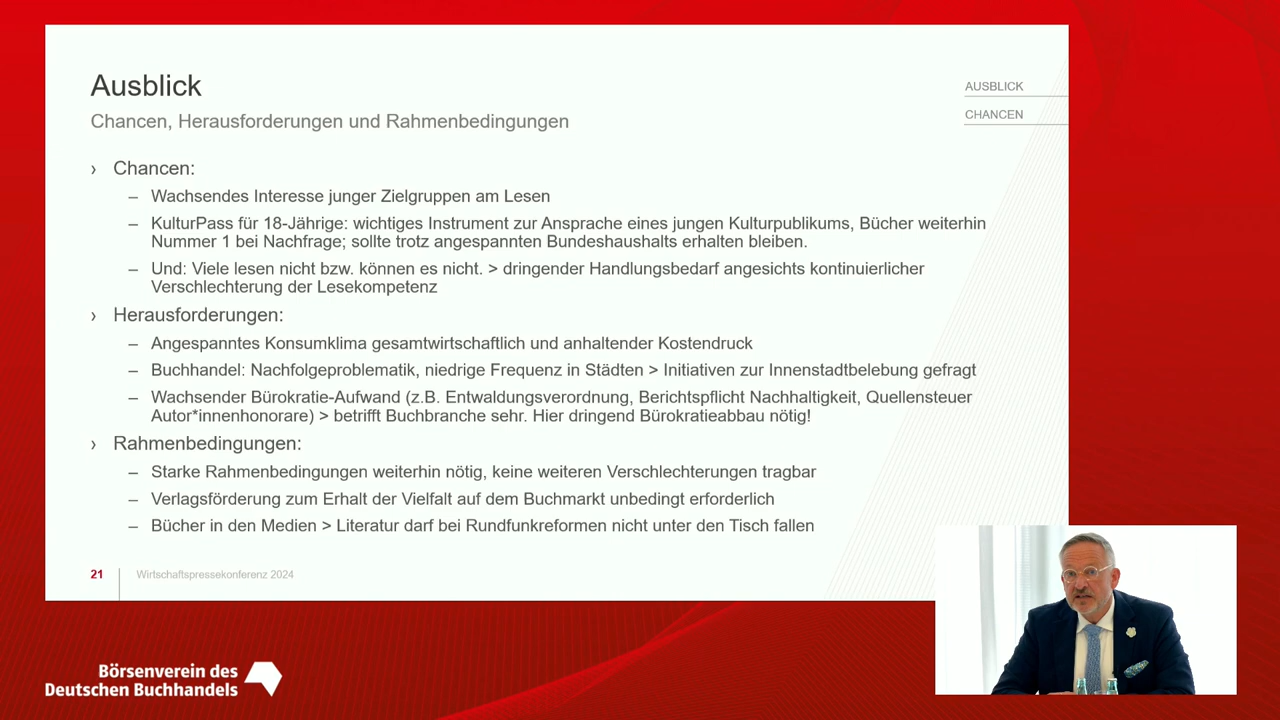 Ausblick
Chancen, Herausforderungen und Rahmenbedingungen
AUSBLICK
CHANCEN
› Chancen:
– Wachsendes Interesse junger Zielgruppen am Lesen
– KulturPass für 18-Jährige: wichtiges Instrument zur Ansprache eines jungen Kulturpublikums, Bücher weiterhin
Nummer 1 bei Nachfrage; sollte trotz angespannten Bundeshaushalts erhalten bleiben.
– Und: Viele lesen nicht bzw. können es nicht. > dringender Handlungsbedarf angesichts kontinuierlicher
Verschlechterung der Lesekompetenz
› Herausforderungen:
– Angespanntes Konsumklima gesamtwirtschaftlich und anhaltender Kostendruck
– Buchhandel: Nachfolgeproblematik, niedrige Frequenz in Städten > Initiativen zur Innenstadtbelebung gefragt
– Wachsender Bürokratie-Aufwand (z.B. Entwaldungsverordnung, Berichtspflicht Nachhaltigkeit, Quellensteuer
Autor*innenhonorare) > betrifft Buchbranche sehr. Hier dringend Bürokratieabbau nötig!
› Rahmenbedingungen:
– Starke Rahmenbedingungen weiterhin nötig, keine weiteren Verschlechterungen tragbar
– Verlagsförderung zum Erhalt der Vielfalt auf dem Buchmarkt unbedingt erforderlich
– Bücher in den Medien > Literatur darf bei Rundfunkreformen nicht unter den Tisch fallen
21
Wirtschaftspressekonferenz 2024
Börsenverein des
Deutschen Buchhandels